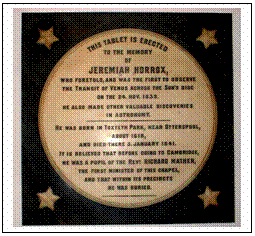 THIS TABLET IS ERECTED
TO THE MEMORY
OF
JEREMIAH HORROX,
WHO FORETOLD, AND WAS THE FIRST TO OBSERVE
THE TRANSIT OF VENUS ACROSS THE SUN'S DISC
ON THE 24. NOV. 1639.
HE ALSO MADE OTHER VALUABLE DISCOVERIES
IN ASTRONOMY.
HE WAS BORN IN TOXTETH PARK, NEAR
ABOUT 1618,
AND DIED THERE 3. JANUARY 1641.
IT IS BELIEVED THAT BEFORE GOING TO CAMBRIDGE,
HE WAS A PUPIL OF THE REV! RICHARD MATHER,
THE FIRST MINISTER OF THIS CHAPEL,
AND THAT WITHIN ITS PRECINCTS
HE WAS BURIED.